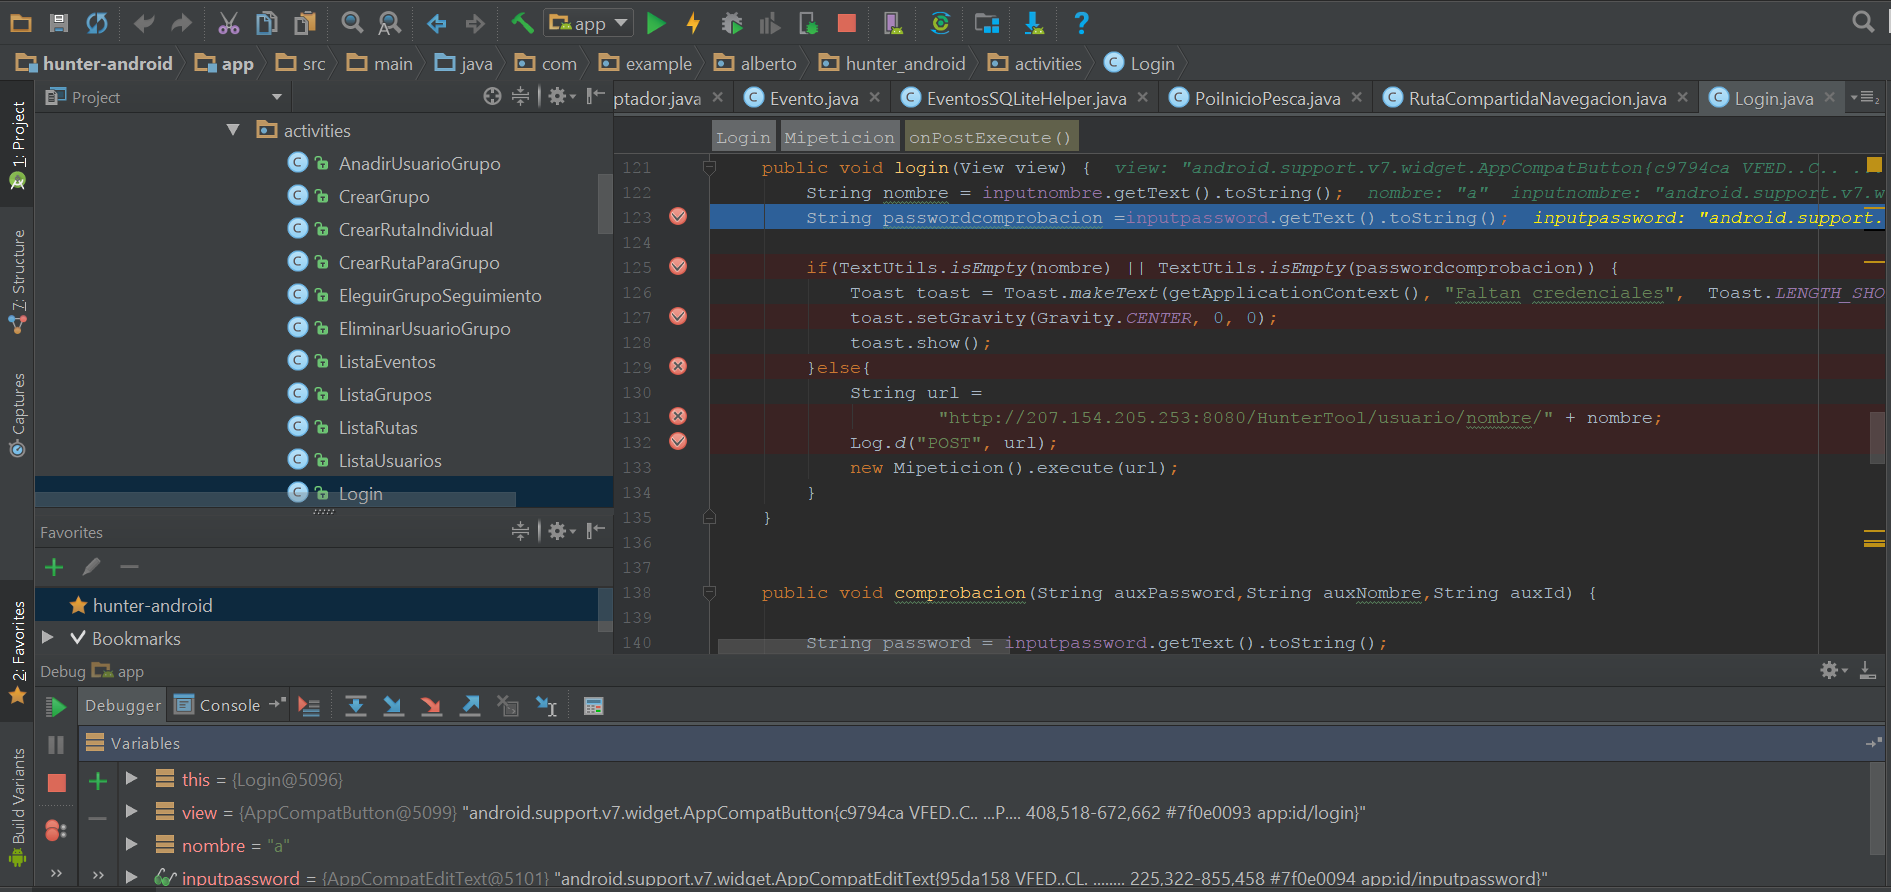 app
hunter-android app src main java com example alberto hunter_android activities Login
1: Project
7: Structure
Captures
2: Favorites
Build Variants
Project
activities
AnadirUsuarioGrupo
CrearGrupo
CrearRutaIndividual
CrearRutaParaGrupo
EleguirGrupoSeguimiento
EliminarUsuarioGrupo
ListaEventos
ListaGrupos
ListaRutas
ListaUsuarios
Login
Favorites
hunter-android
Bookmarks
ptador.java Evento.java EventosSQLiteHelper.java PoiInicioPesca.java RutaCompartidaNavegacion.java Login.java 2
Login Mipeticion onPostExecute()
121 public void login(View view) { view: "android.support.v7.widget.AppCompatButton{c9794ca VFED..C.. ..
122 String nombre = inputnombre.getText().toString(); nombre: "a" inputnombre: "android.support.v7.w
123 String passwordcomprobacion =inputpassword.getText().toString(); inputpassword: "android.support.
124
125 if(TextUtils.isEmpty(nombre) || TextUtils.isEmpty(passwordcomprobacion)) {
126 Toast toast = Toast.makeText(getApplicationContext(), "Faltan credenciales", Toast.LENGTH_SHO
127 toast.setGravity(Gravity.CENTER, 0, 0);
128 toast.show();
129 }else{
130 String url =
131 "http://207.154.205.253:8080/HunterTool/usuario/nombre/" + nombre;
132 Log.d("POST", url);
133 new Mipeticion().execute(url);
134 }
135 }
136
137
138 public void comprobacion(String auxPassword,String auxNombre,String auxId) {
139
140 String password = inputpassword.getText().toString();
Debug app
Debugger Console
Variables
this = {Login@5096}
view = {AppCompatButton@5099} "android.support.v7.widget.AppCompatButton{c9794ca VFED..C.. ...P.... 408,518-672,662 #7f0e0093 app:id/login}"
nombre = "a"
inputpassword = {AppCompatEditText@5101} "android.support.v7.widget.AppCompatEditText{95da158 VFED..CL. ........ 225,322-855,458 #7f0e0094 app:id/inputpassword}"